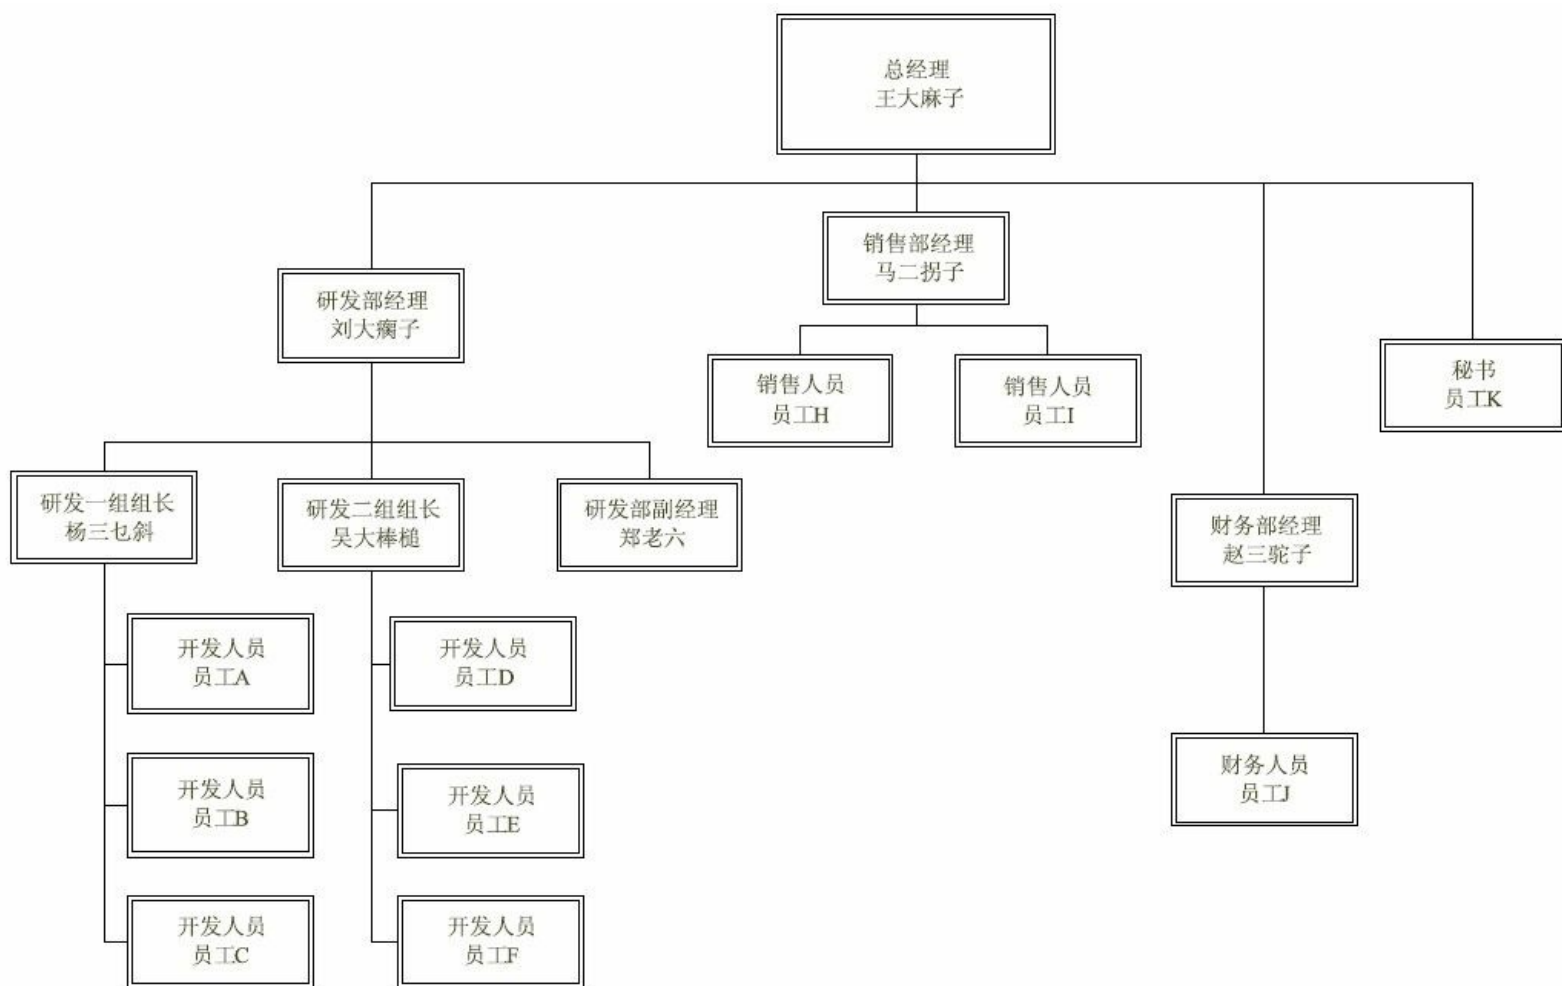 总经理
王大麻子
销售部经理
马二拐子
研发部经理
刘大瘸子
销售人员
员工H
销售人员
员工I
秘书
员工K
研发一组组长
杨三乜斜
研发二组组长
吴大棒槌
研发部副经理
郑老六
财务部经理
赵三驼子
开发人员
员工A
开发人员
员工D
财务人员
员工J
开发人员
员工B
开发人员
员工E
开发人员
员工C
开发人员
员工F